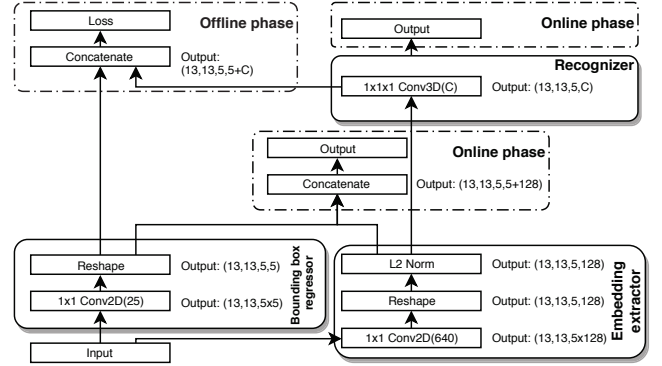 Loss
Offline phase
Concatenate
Output:
(13,13,5,5+C)
Output
Online phase
Recognizer
1x1x1 Conv3D(C)
Output: (13,13,5,C)
Output
Online phase
Concatenate
Output: (13,13,5,5+128)
Reshape
Output: (13,13,5,5)
1x1 Conv2D(25)
Output: (13,13,5x5)
Bounding box
regressor
Input
L2 Norm
Output: (13,13,5,128)
Reshape
Output: (13,13,5,128)
1x1 Conv2D(640)
Output: (13,13,5x128)
Embedding
extractor